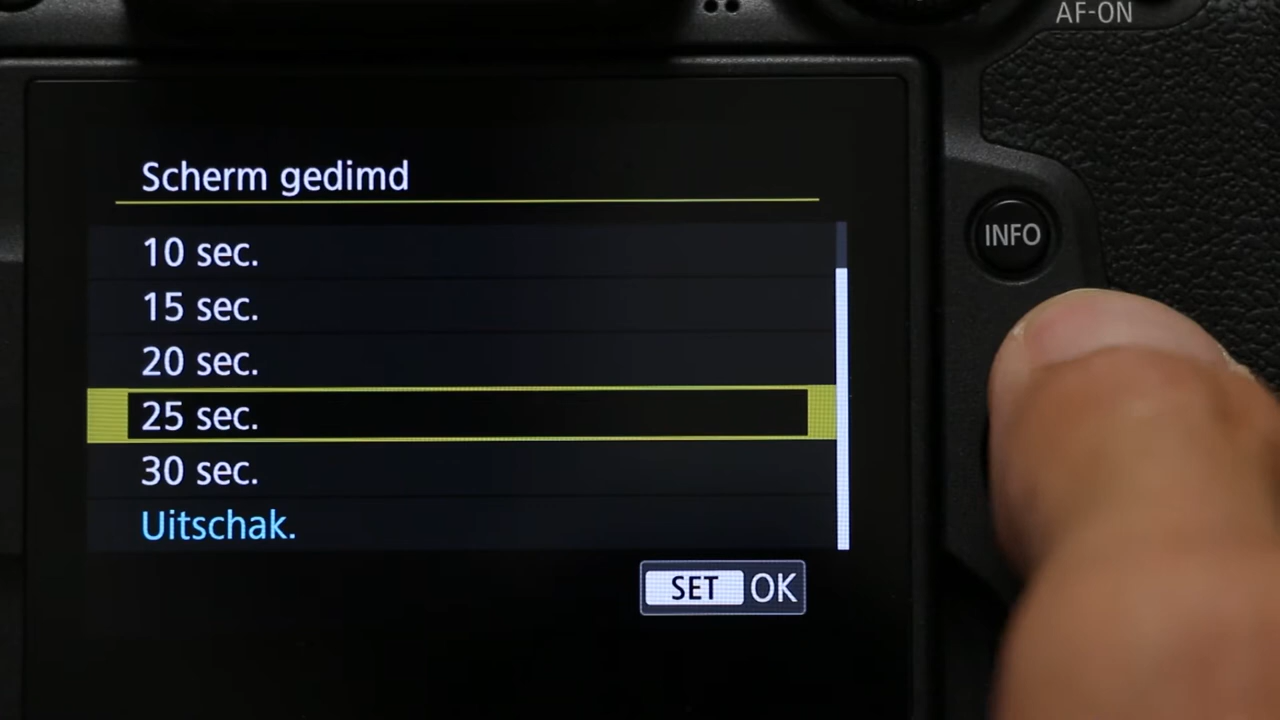 AF-ON
Scherm gedimd
INFO
10 sec.
15 sec.
20 sec.
25 sec.
30 sec.
Uitschak.
SET OK